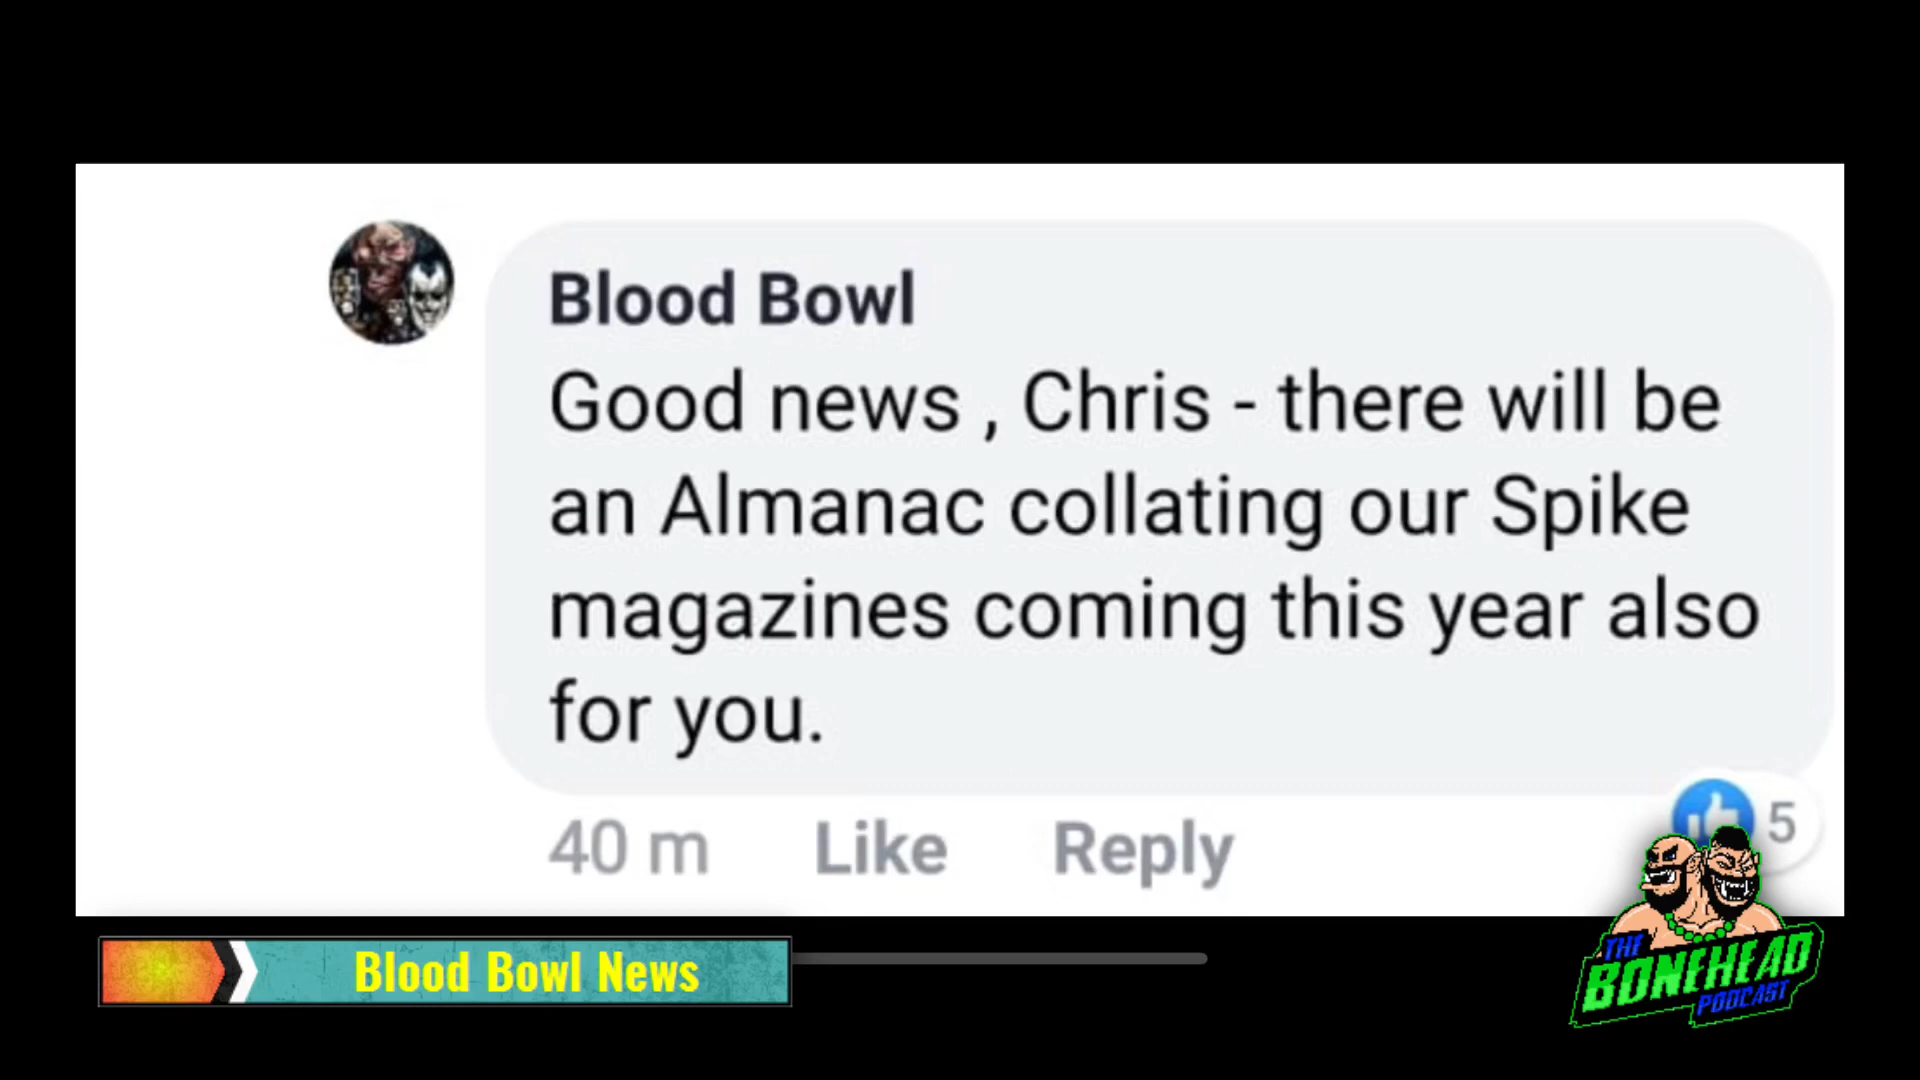 Blood Bowl
Good news , Chris - there will be
an Almanac collating our Spike
magazines coming this year also
for you.
40 m Like Reply
5
Blood Bowl News
THE
BONEHEAD
PODCAST